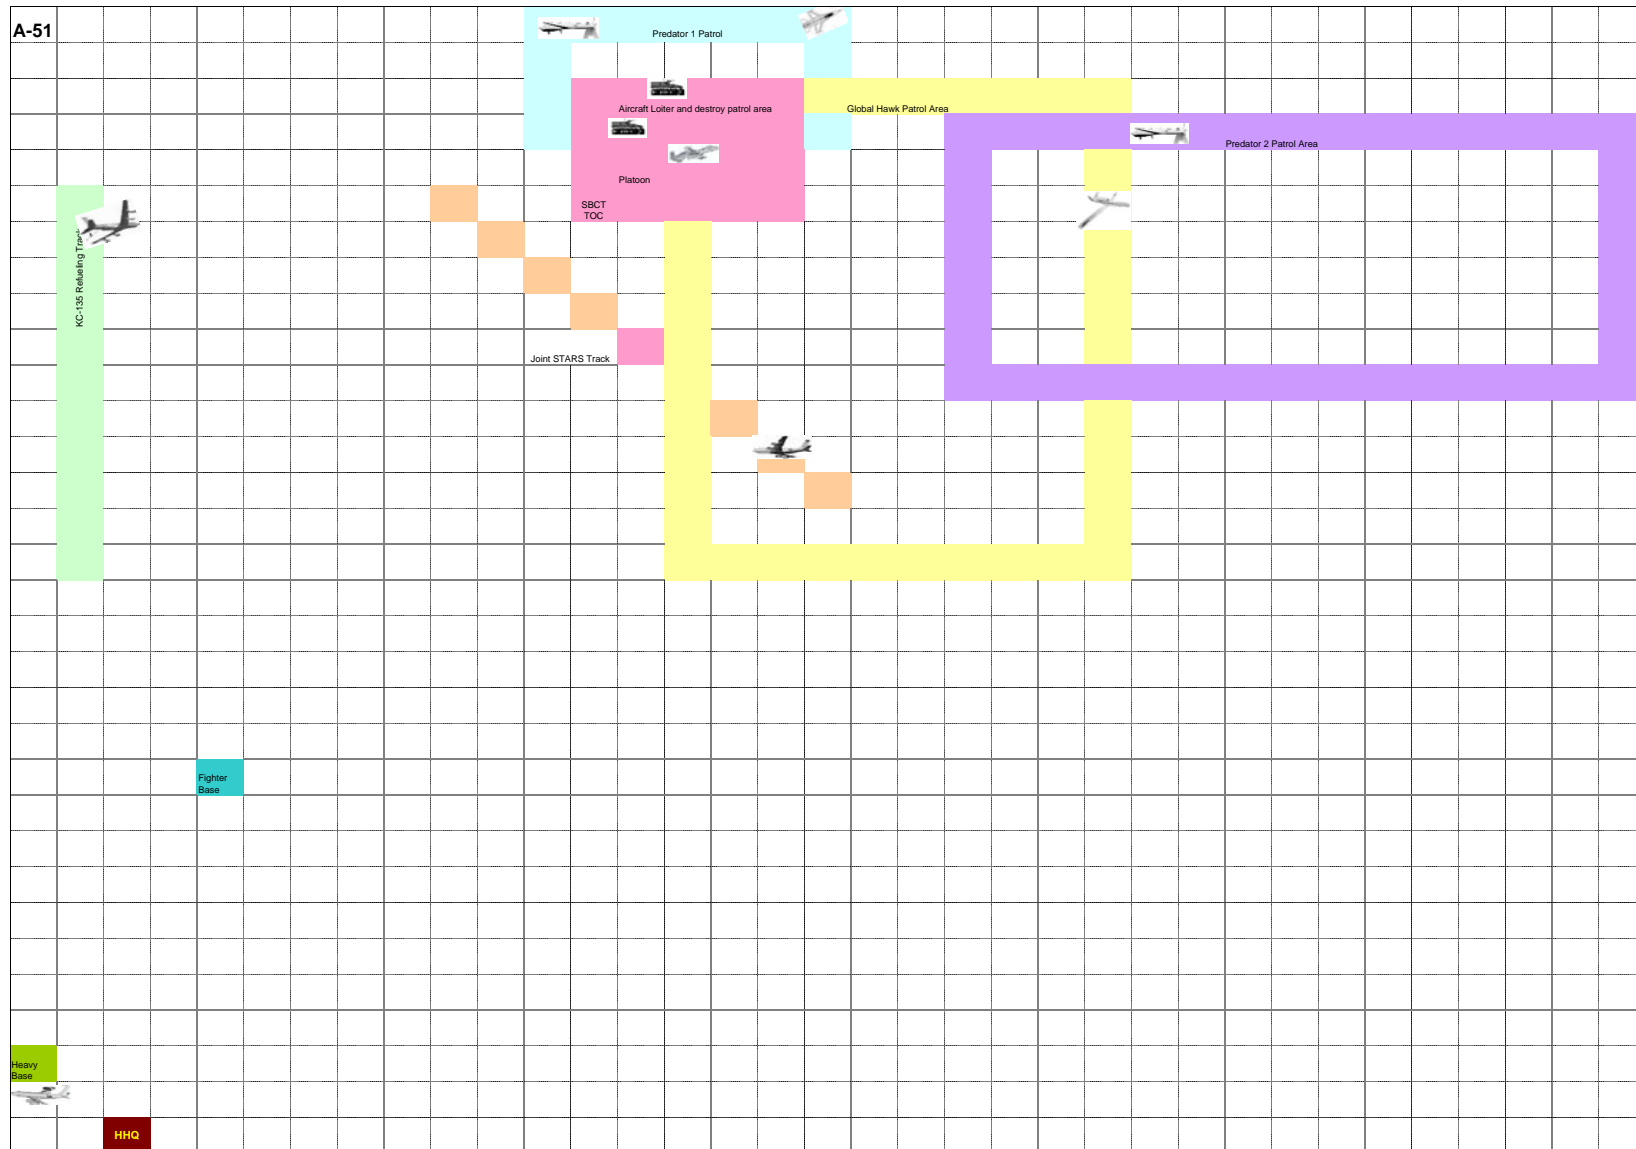 A-51
Predator 1 Patrol
Aircraft Loiter and destroy patrol area
Global Hawk Patrol Area
Predator 2 Patrol Area
Platoon
SBCT
TOC
KC-135 Refueling Track
Joint STARS Track
Fighter
Base
Heavy
Base
HHQ